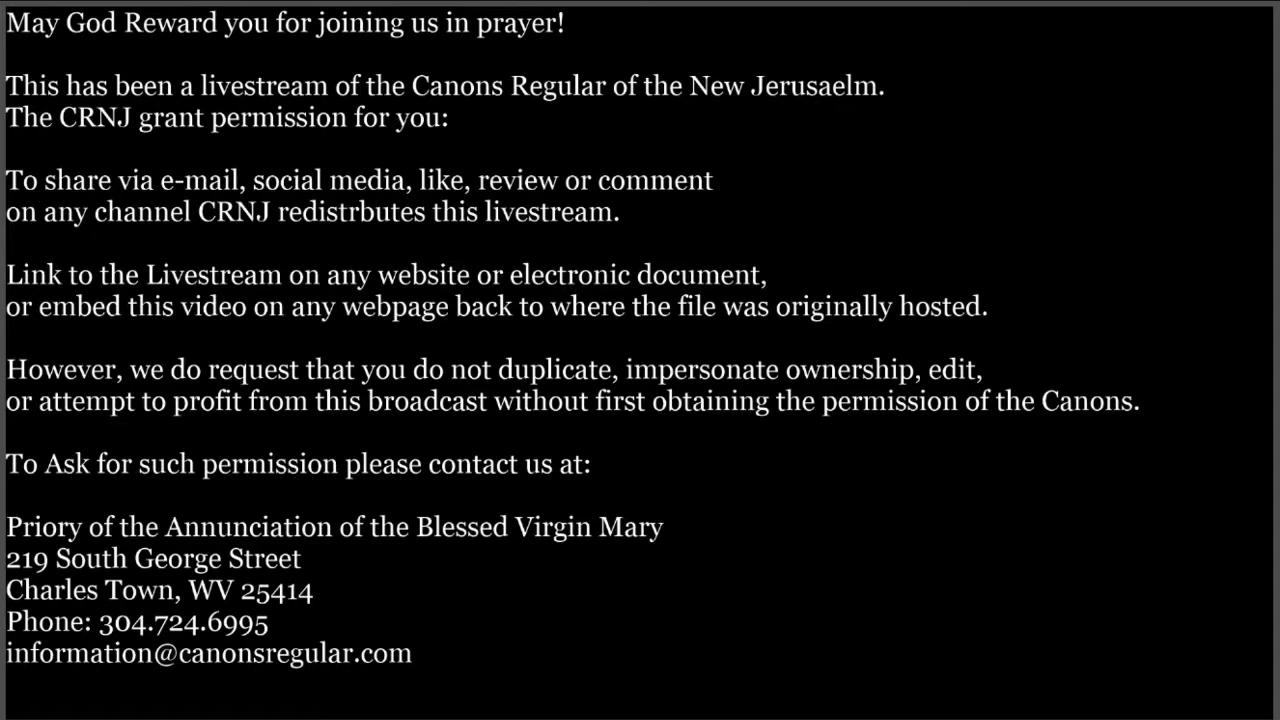 May God Reward you for joining us in prayer!
This has been a livestream of the Canons Regular of the New Jerusaelm.
The CRNJ grant permission for you:
To share via e-mail, social media, like, review or comment
on any channel CRNJ redistrbutes this livestream.
Link to the Livestream on any website or electronic document,
or embed this video on any webpage back to where the file was originally hosted.
However, we do request that you do not duplicate, impersonate ownership, edit,
or attempt to profit from this broadcast without first obtaining the permission of the Canons.
To Ask for such permission please contact us at:
Priory of the Annunciation of the Blessed Virgin Mary
219 South George Street
Charles Town, WV 25414
Phone: 304.724.6995
information@canonsregular.com